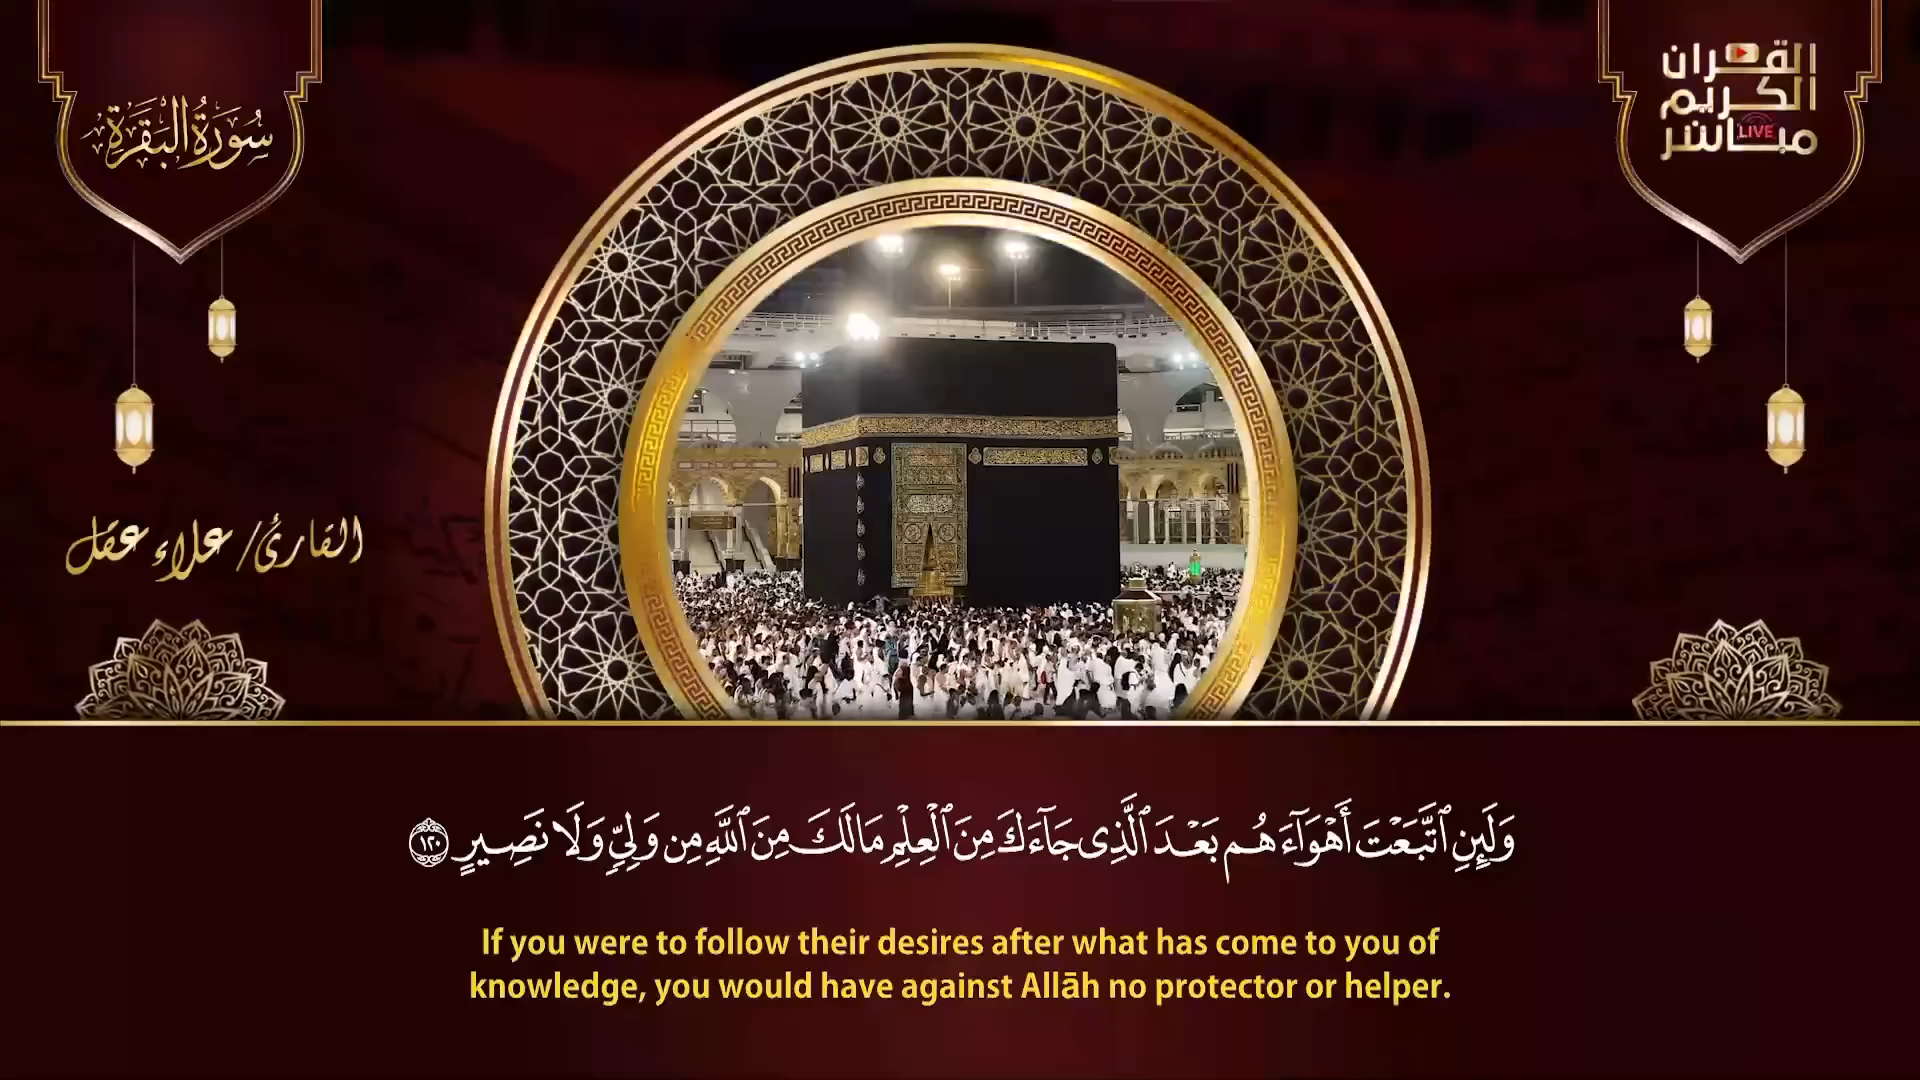 سُورَةُ البَقَرَةِ
القرآن
الكريم
مباشر
LIVE
القارئ/ علاء عقل
وَلَئِنِ ٱتَّبَعۡتَ أَهۡوَآءَهُم بَعۡدَ ٱلَّذِى جَآءَكَ مِنَ ٱلۡعِلۡمِ مَا لَكَ مِنَ ٱللَّهِ مِن وَلِىٍّ وَلَا نَصِيرٍ ١٢٠
If you were to follow their desires after what has come to you of
knowledge, you would have against Allāh no protector or helper.